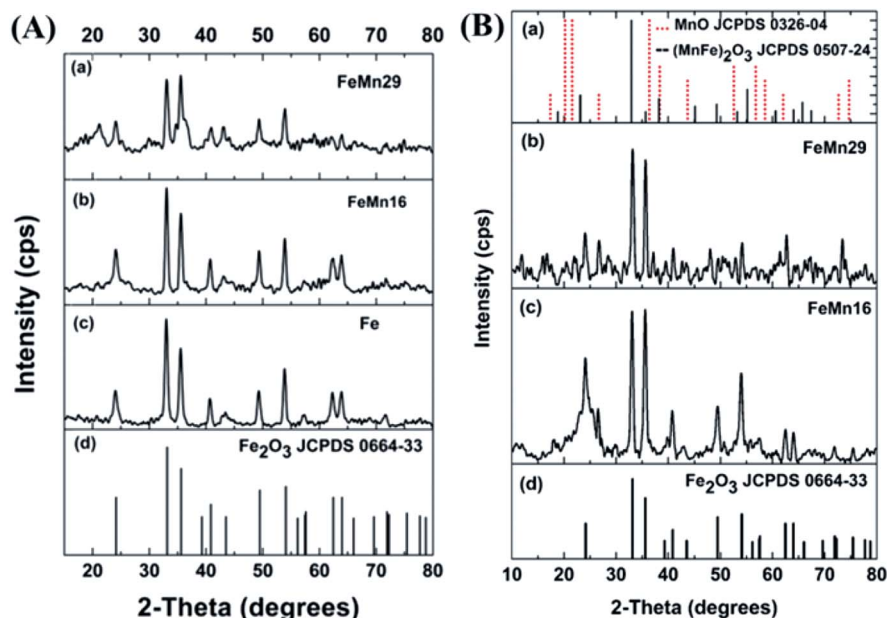 (A)
20 30 40 50 60 70 80
(a)
FeMn29
(b)
FeMn16
(c)
Fe
(d)
Fe₂O₃ JCPDS 0664-33
20 30 40 50 60 70 80
2-Theta (degrees)
Intensity (cps)
(B)
(a)
MnO JCPDS 0326-04
(MnFe)₂O₃ JCPDS 0507-24
(b)
FeMn29
(c)
FeMn16
(d)
Fe₂O₃ JCPDS 0664-33
10 20 30 40 50 60 70 80
2-Theta (degrees)
Intensity (cps)